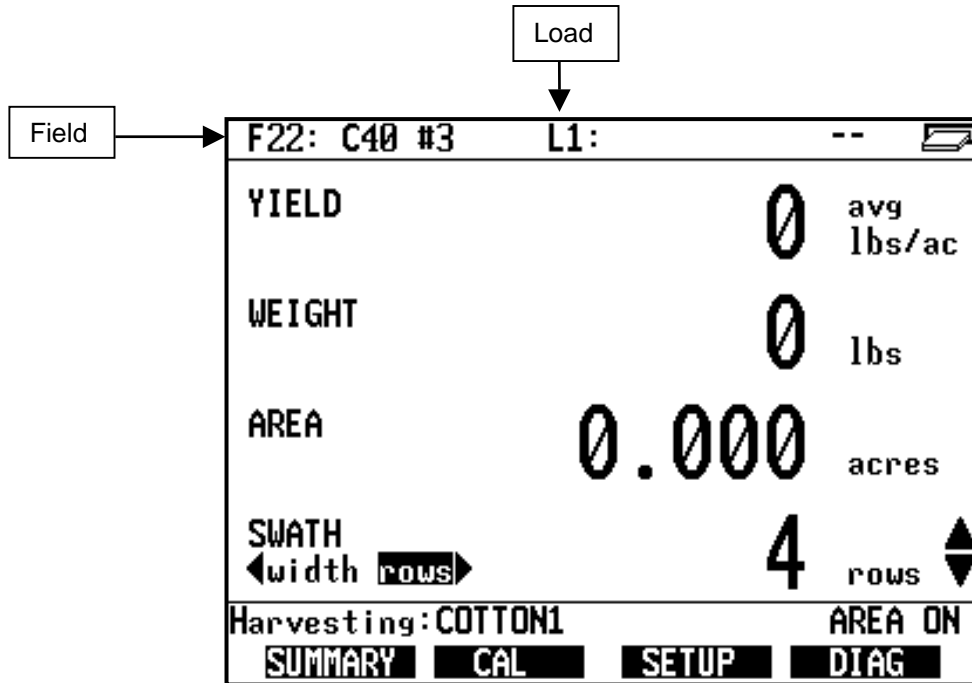 Load
Field
F22: C40 #3 L1: --
YIELD 0 avg lbs/ac
WEIGHT 0 lbs
AREA 0.000 acres
SWATH 4 rows
width rows
Harvesting:COTTON1 AREA ON
SUMMARY CAL SETUP DIAG